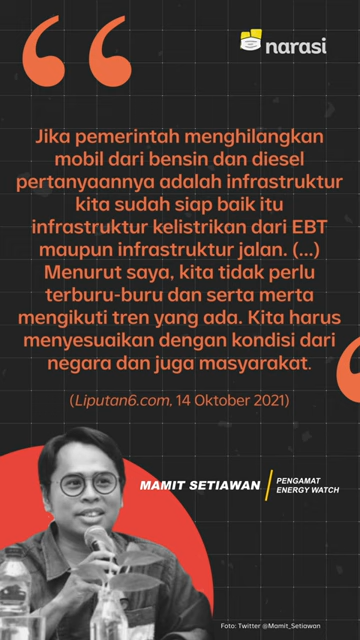 narasi
Jika pemerintah menghilangkan
mobil dari bensin dan diesel
pertanyaannya adalah infrastruktur
kita sudah siap baik itu
infrastruktur kelistrikan dari EBT
maupun infrastruktur jalan. (...)
Menurut saya, kita tidak perlu
terburu-buru dan serta merta
mengikuti tren yang ada. Kita harus
menyesuaikan dengan kondisi dari
negara dan juga masyarakat.
(Liputan6.com, 14 Oktober 2021)
MAMIT SETIAWAN
PENGAMAT
ENERGY WATCH
Foto: Twitter @Mamit_Setiawan